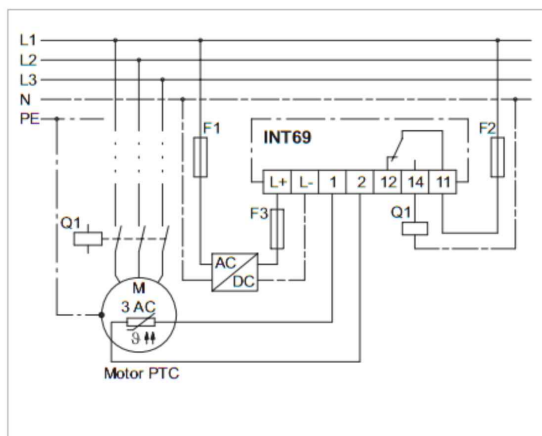 L1
L2
L3
N
PE
F1
INT69
F2
L+ L- 1 2 12 14 11
F3
Q1
Q1
AC
DC
M
3 AC
ϑ
Motor PTC